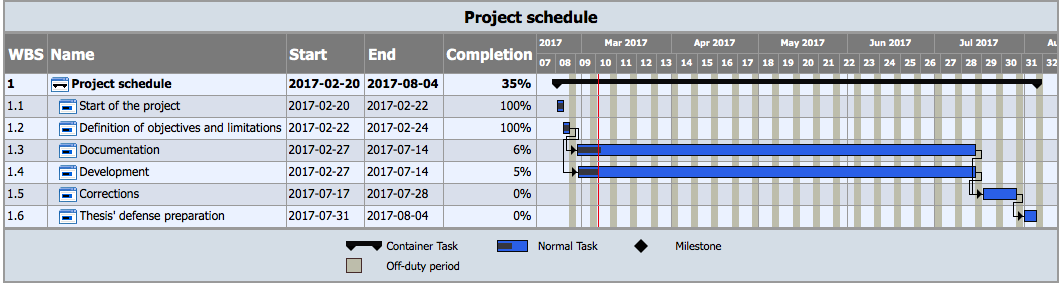 Project schedule
WBS Name Start End Completion 2017 Mar 2017 Apr 2017 May 2017 Jun 2017 Jul 2017 Au
07 08 09 10 11 12 13 14 15 16 17 18 19 20 21 22 23 24 25 26 27 28 29 30 31 32
1 Project schedule 2017-02-20 2017-08-04 35%
1.1 Start of the project 2017-02-20 2017-02-22 100%
1.2 Definition of objectives and limitations 2017-02-22 2017-02-24 100%
1.3 Documentation 2017-02-27 2017-07-14 6%
1.4 Development 2017-02-27 2017-07-14 5%
1.5 Corrections 2017-07-17 2017-07-28 0%
1.6 Thesis' defense preparation 2017-07-31 2017-08-04 0%
Container Task Normal Task Milestone
Off-duty period